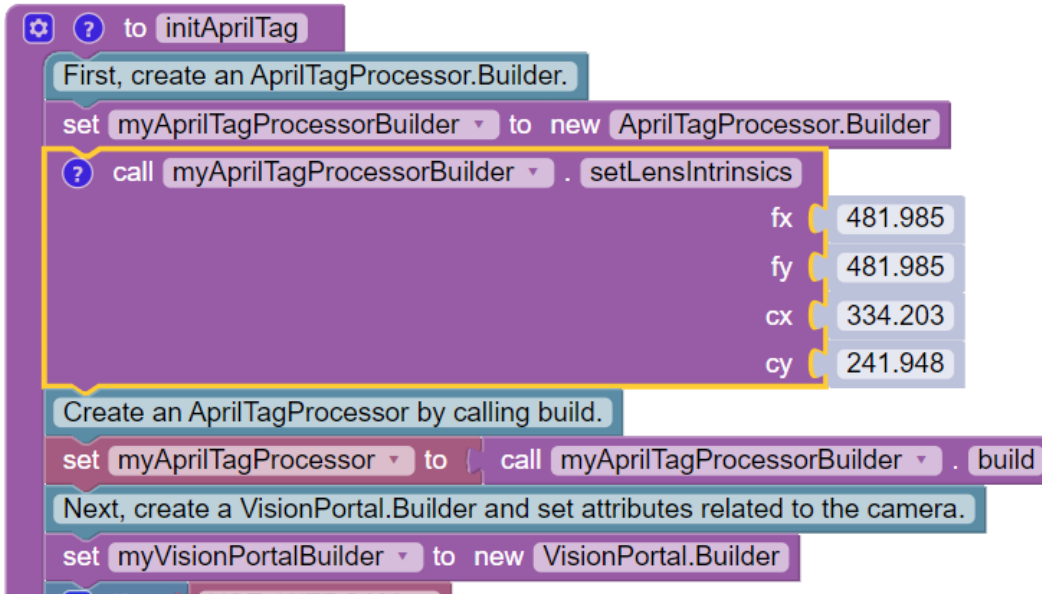 ? to initAprilTag
First, create an AprilTagProcessor.Builder.
set myAprilTagProcessorBuilder to new AprilTagProcessor.Builder
? call myAprilTagProcessorBuilder . setLensIntrinsics
fx 481.985
fy 481.985
cx 334.203
cy 241.948
Create an AprilTagProcessor by calling build.
set myAprilTagProcessor to call myAprilTagProcessorBuilder . build
Next, create a VisionPortal.Builder and set attributes related to the camera.
set myVisionPortalBuilder to new VisionPortal.Builder